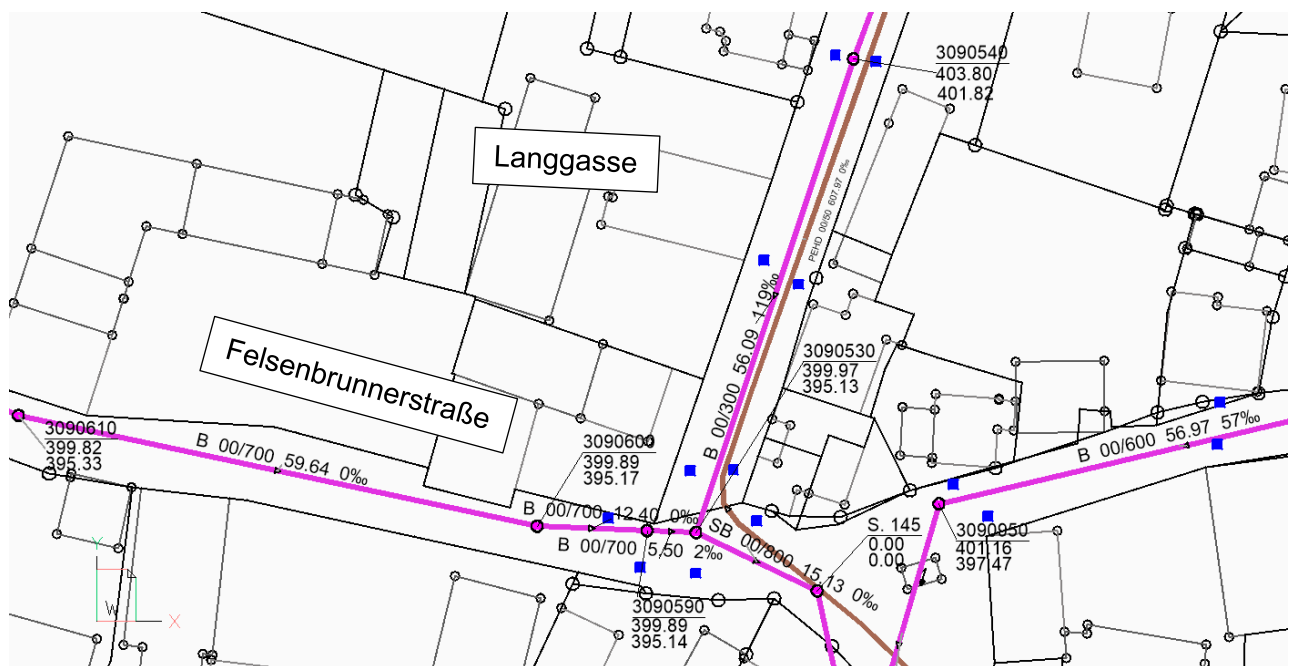 3090540
403.80
401.82
Langgasse
PEHD 00/50 607.97 0‰
B 00/300 56.09 119‰
Felsenbrunnerstraße
3090530
399.97
395.13
3090610
399.82
395.33
B 00/700 59.64 0‰
3090600
399.89
395.17
B 00/600 56.97 57‰
B 00/700 12.40 0‰
B 00/700 5.50 2‰
SB 00/800 15.13 0‰
S. 145
0.00
0.00
3090950
401.16
397.47
3090590
399.89
395.14
Y
W
X